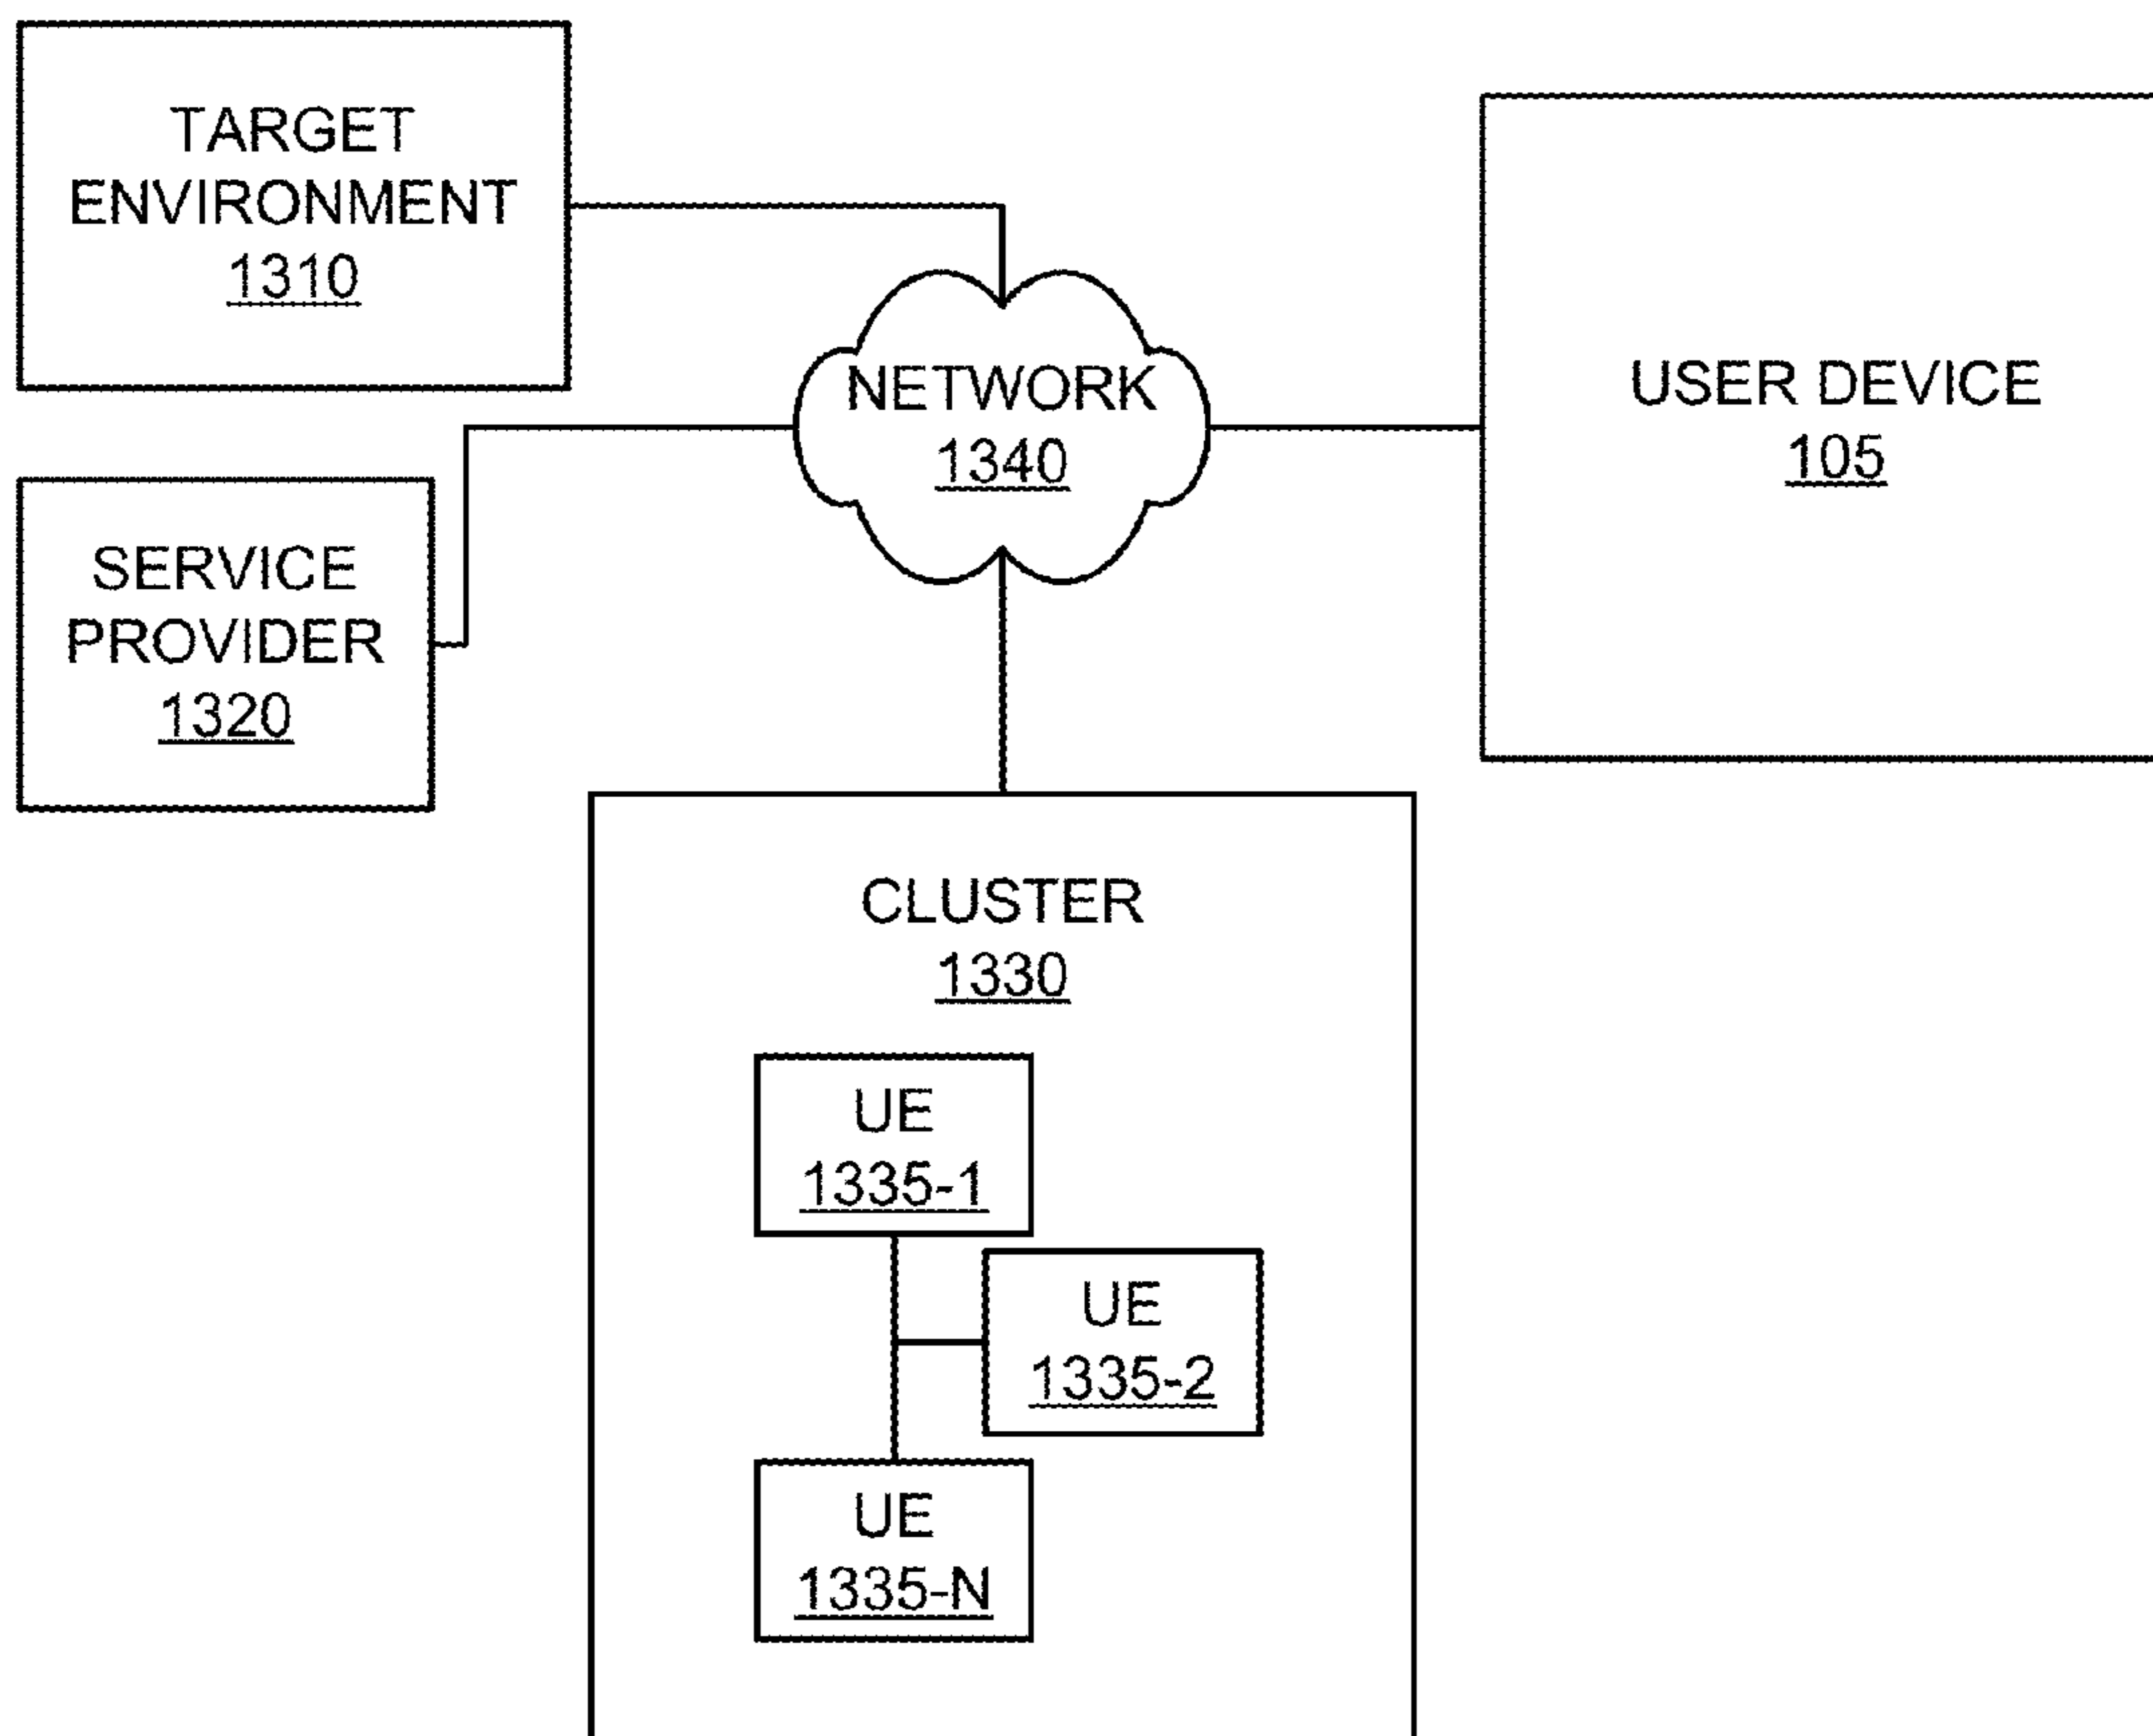 TARGET
ENVIRONMENT
1310
NETWORK
1340
USER DEVICE
105
SERVICE
PROVIDER
1320
CLUSTER
1330
UE
1335-1
UE
1335-2
UE
1335-N